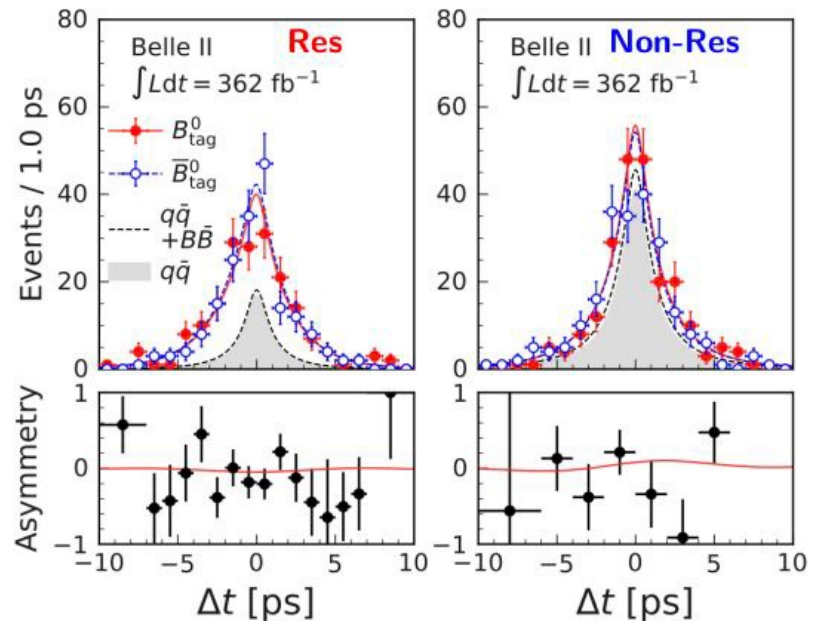 Belle II Res
∫Ldt = 362 fb⁻¹
B⁰tag
B̄⁰tag
qq̄
+BB̄
qq̄
Events / 1.0 ps
80
60
40
20
0
Belle II Non-Res
∫Ldt = 362 fb⁻¹
80
60
40
20
0
Asymmetry
1
0
−1
−10 −5 0 5 10
Δt [ps]
1
0
−1
−10 −5 0 5 10
Δt [ps]